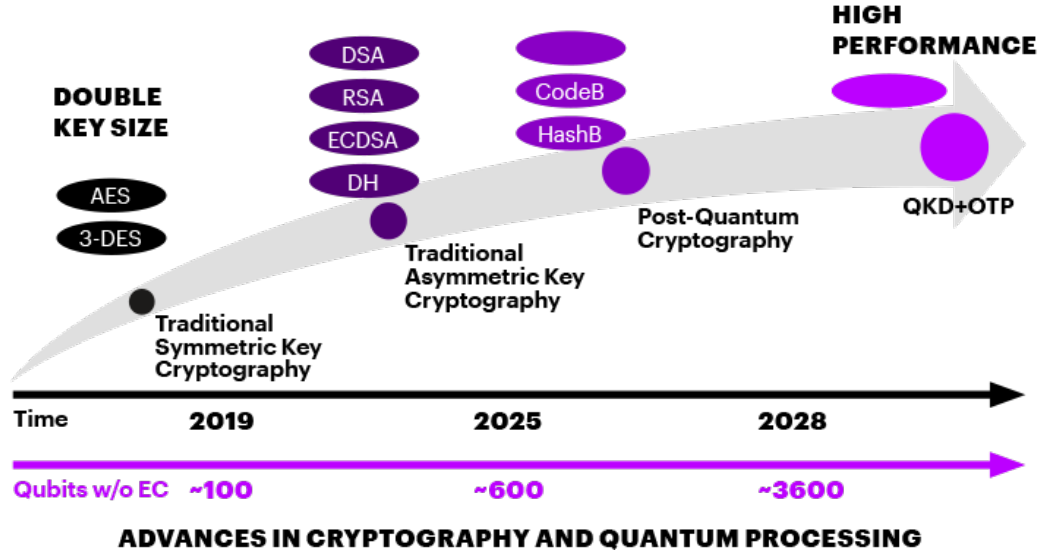 HIGH
PERFORMANCE
DOUBLE
KEY SIZE
AES
3-DES
DSA
RSA
ECDSA
DH
CodeB
HashB
Traditional
Symmetric Key
Cryptography
Traditional
Asymmetric Key
Cryptography
Post-Quantum
Cryptography
QKD+OTP
Time 2019 2025 2028
Qubits w/o EC ~100 ~600 ~3600
ADVANCES IN CRYPTOGRAPHY AND QUANTUM PROCESSING